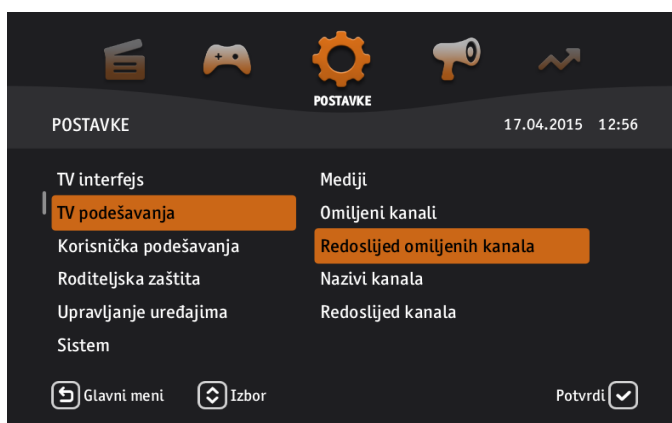 POSTAVKE
POSTAVKE
17.04.2015 12:56
TV interfejs
TV podešavanja
Korisnička podešavanja
Roditeljska zaštita
Upravljanje uređajima
Sistem
Mediji
Omiljeni kanali
Redoslijed omiljenih kanala
Nazivi kanala
Redoslijed kanala
Glavni meni
Izbor
Potvrdi